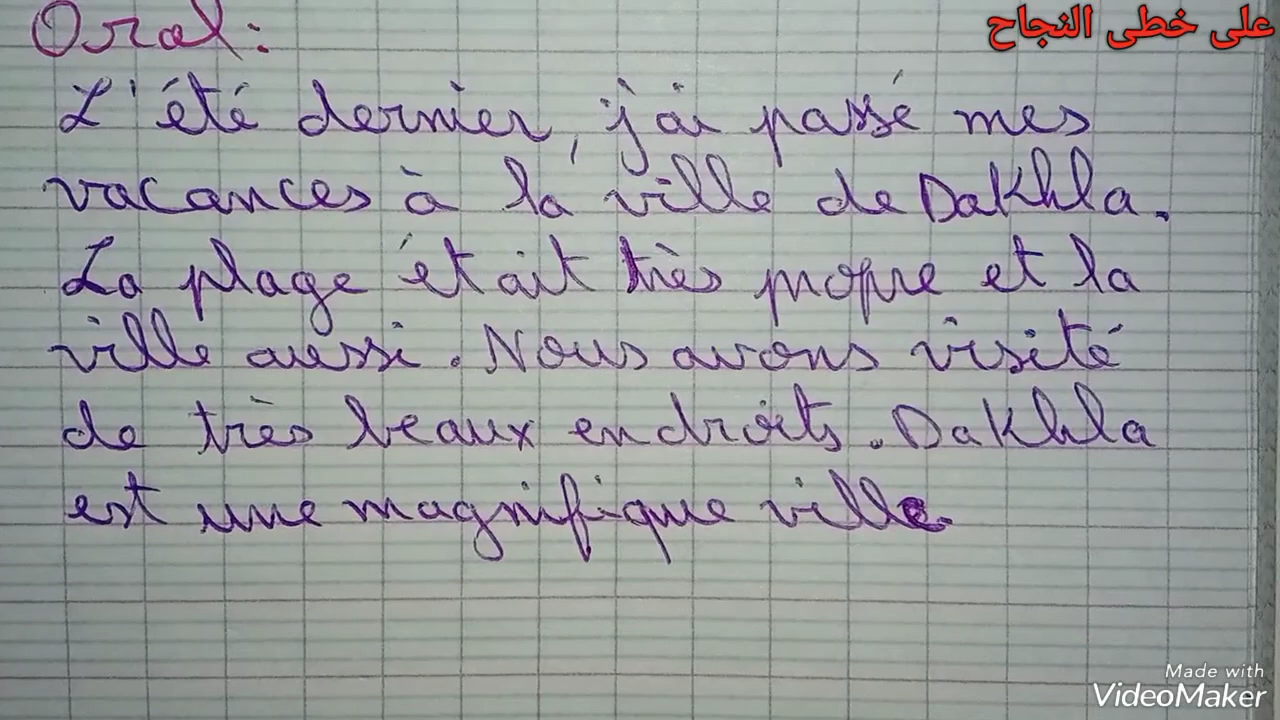 Oral:
على خطى النجاح
L'été dernier, j'ai passé mes
vacances à la ville de Dakhla.
La plage était très propre et la
ville aussi. Nous avons visité
de très beaux endroits. Dakhla
est une magnifique ville.
Made with
VideoMaker